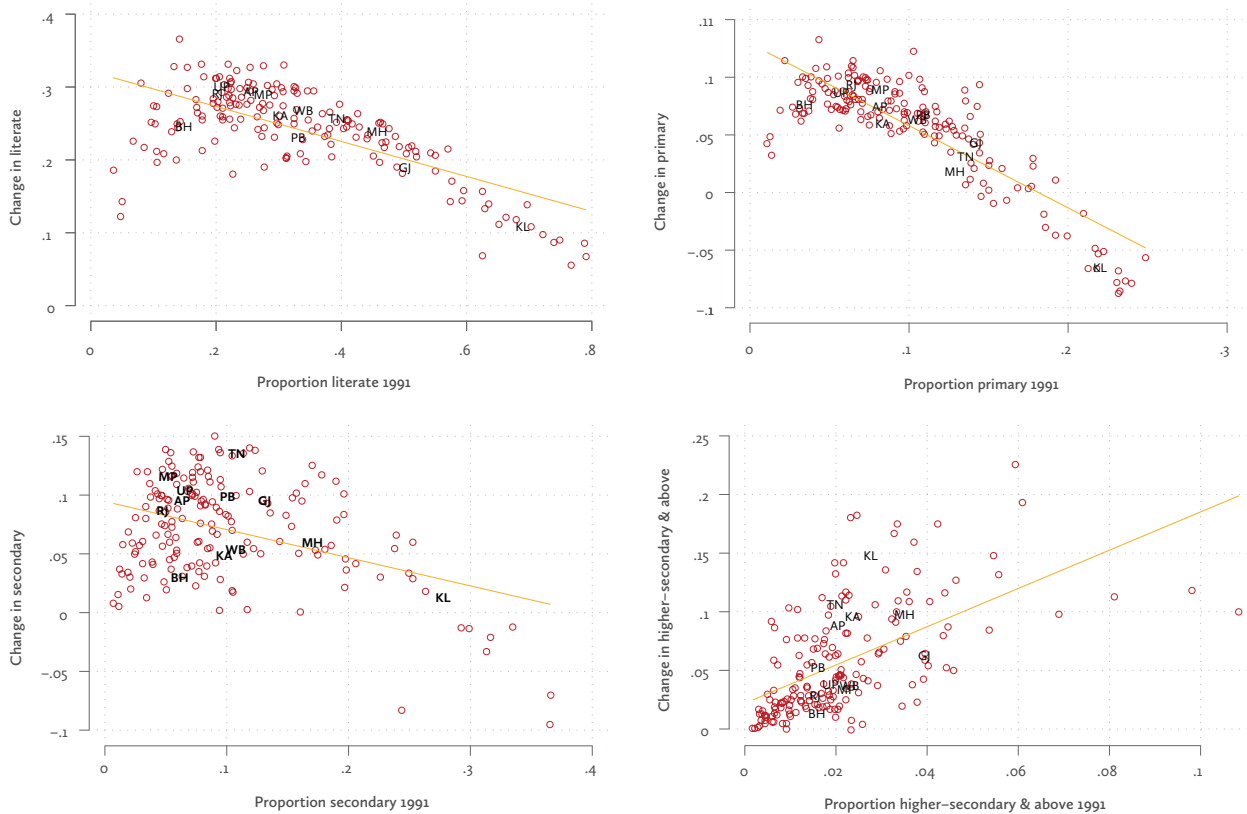 .4
.3
.2
.1
0
Change in literate
UP
RJ
AP
MP
BH
KA
WB
TN
PB
MH
GJ
KL
0 .2 .4 .6 .8
Proportion literate 1991
.11
.1
.05
0
−.05
−.1
Change in primary
RJ
UP
MP
BH
AP
KA
WB
PB
GJ
TN
MH
KL
0 .1 .2 .3
Proportion primary 1991
.15
.1
.05
0
−.05
−.1
Change in secondary
TN
MP
UP
AP
PB
GJ
RJ
MH
WB
KA
BH
KL
0 .1 .2 .3 .4
Proportion secondary 1991
.25
.2
.15
.1
.05
0
Change in higher–secondary & above
KL
TN
KA
MH
AP
GJ
PB
UP
WB
MP
RJ
BH
0 .02 .04 .06 .08 .1
Proportion higher–secondary & above 1991